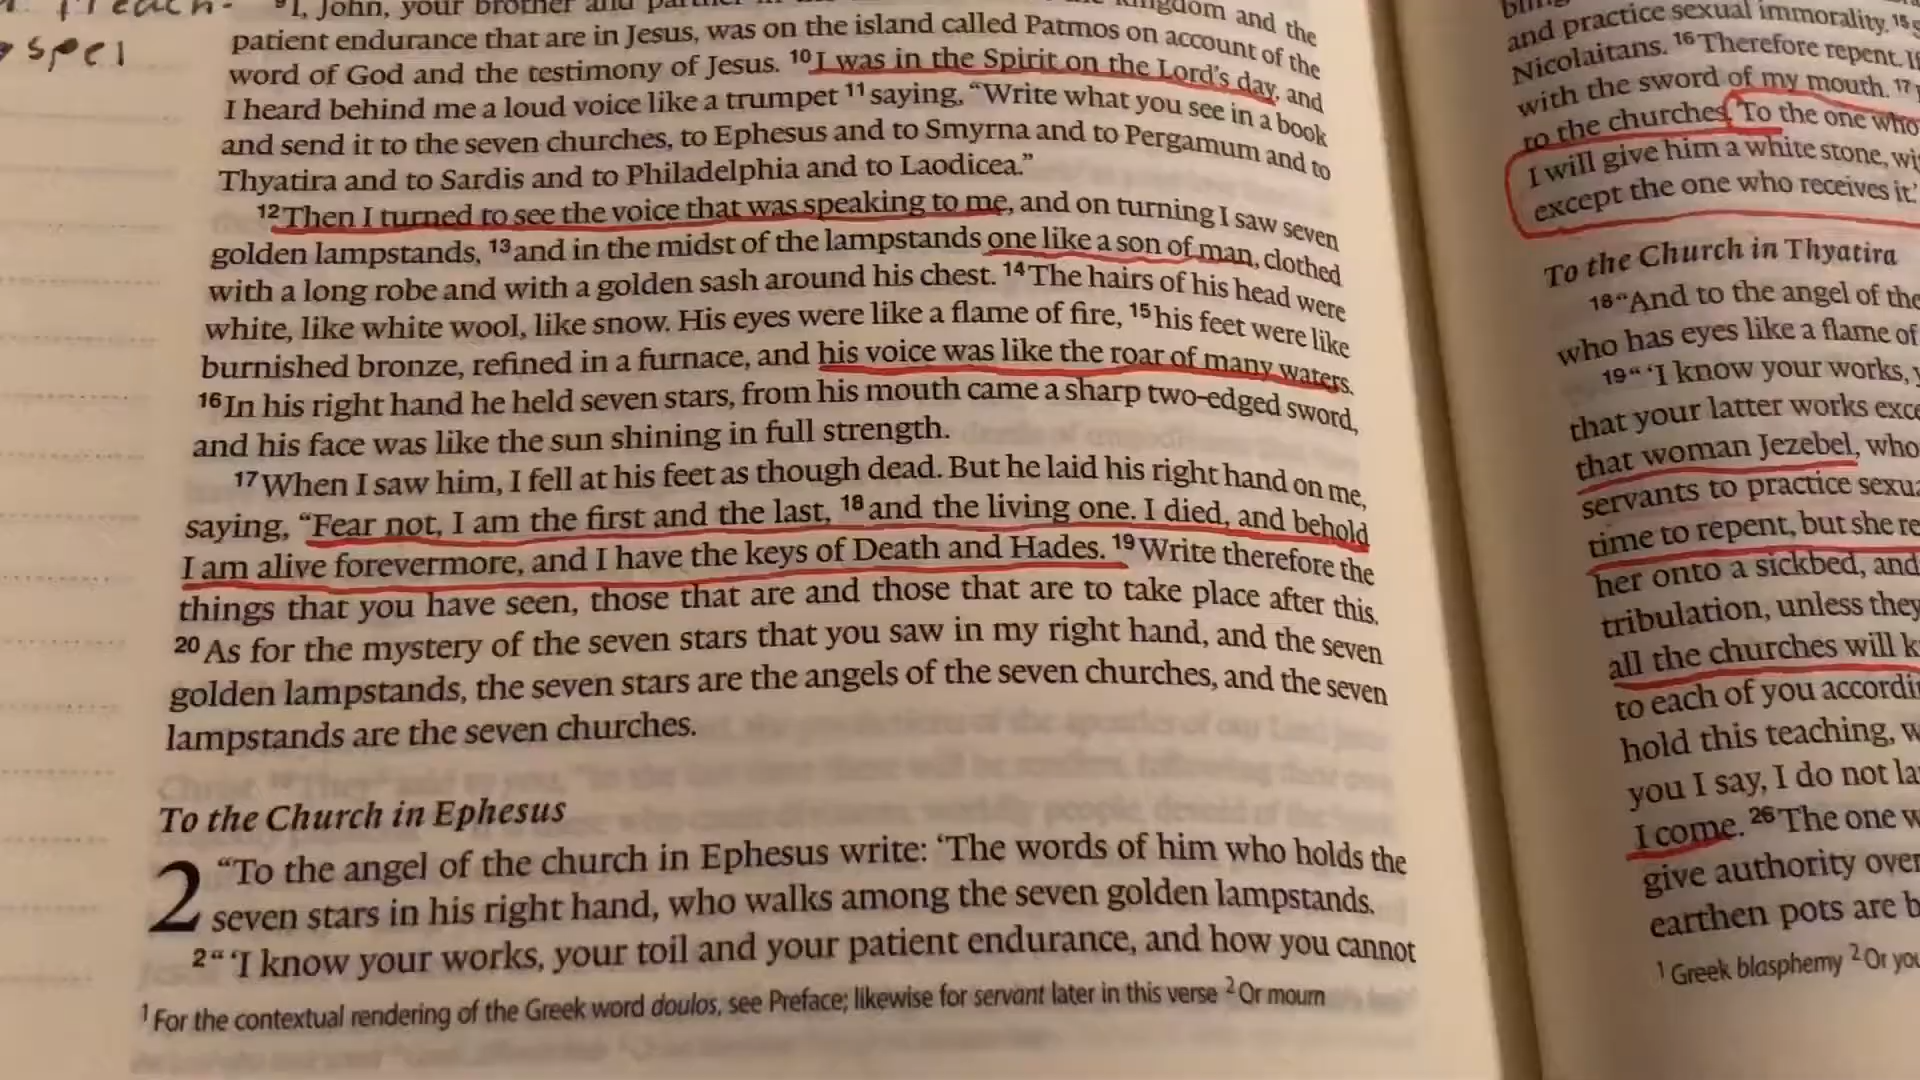 spel
⁹I, John, your brother and
patient endurance that are in Jesus, was on the island called Patmos on account of the
word of God and the testimony of Jesus. ¹⁰I was in the Spirit on the Lord's day, and
I heard behind me a loud voice like a trumpet ¹¹saying, “Write what you see in a book
and send it to the seven churches, to Ephesus and to Smyrna and to Pergamum and to
Thyatira and to Sardis and to Philadelphia and to Laodicea.”
¹²Then I turned to see the voice that was speaking to me, and on turning I saw seven
golden lampstands, ¹³and in the midst of the lampstands one like a son of man, clothed
with a long robe and with a golden sash around his chest. ¹⁴The hairs of his head were
white, like white wool, like snow. His eyes were like a flame of fire, ¹⁵his feet were like
burnished bronze, refined in a furnace, and his voice was like the roar of many waters.
¹⁶In his right hand he held seven stars, from his mouth came a sharp two-edged sword,
and his face was like the sun shining in full strength.
¹⁷When I saw him, I fell at his feet as though dead. But he laid his right hand on me,
saying, “Fear not, I am the first and the last, ¹⁸and the living one. I died, and behold
I am alive forevermore, and I have the keys of Death and Hades. ¹⁹Write therefore the
things that you have seen, those that are and those that are to take place after this.
²⁰As for the mystery of the seven stars that you saw in my right hand, and the seven
golden lampstands, the seven stars are the angels of the seven churches, and the seven
lampstands are the seven churches.
To the Church in Ephesus
2 “To the angel of the church in Ephesus write: ‘The words of him who holds the
seven stars in his right hand, who walks among the seven golden lampstands.
²“‘I know your works, your toil and your patient endurance, and how you cannot
¹For the contextual rendering of the Greek word doulos, see Preface; likewise for servant later in this verse ²Or mourn
and practice sexual immorality. ¹⁵
Nicolaitans. ¹⁶Therefore repent. If
with the sword of my mouth. ¹⁷
to the churches. To the one who
I will give him a white stone,
except the one who receives it.’
To the Church in Thyatira
¹⁸“And to the angel of the
who has eyes like a flame of
¹⁹“‘I know your works,
that your latter works
that woman Jezebel, who
servants to practice
time to repent, but she
her onto a sickbed, and
tribulation, unless they
all the churches will
to each of you
hold this teaching,
you I say, I do not
I come. ²⁶The one
give authority over
earthen pots are
¹Greek blasphemy ²Or